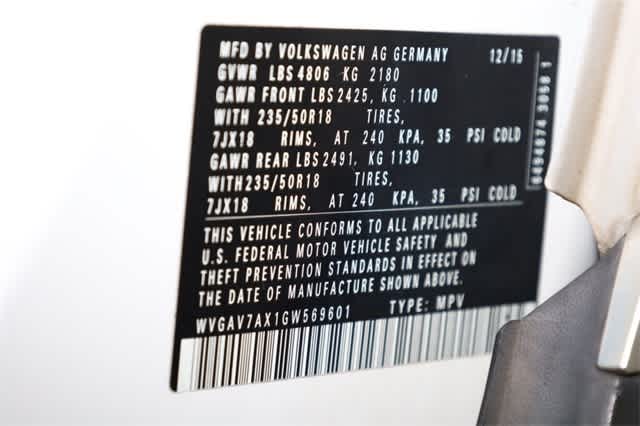 MFD BY VOLKSWAGEN AG GERMANY 12/15
GVWR LBS 4806 KG 2180
GAWR FRONT LBS 2425, KG 1100
WITH 235/50R18 TIRES,
7JX18 RIMS, AT 240 KPA, 35 PSI COLD
GAWR REAR LBS 2491, KG 1130
WITH 235/50R18 TIRES,
7JX18 RIMS, AT 240 KPA, 35 PSI COLD
THIS VEHICLE CONFORMS TO ALL APPLICABLE
U.S. FEDERAL MOTOR VEHICLE SAFETY AND
THEFT PREVENTION STANDARDS IN EFFECT ON
THE DATE OF MANUFACTURE SHOWN ABOVE.
WVGAV7AX1GW569601 TYPE: MPV